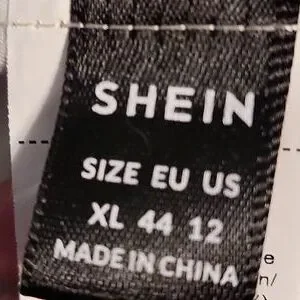 SHEIN
SIZE EU US
XL 44 12
MADE IN CHINA
e
n/